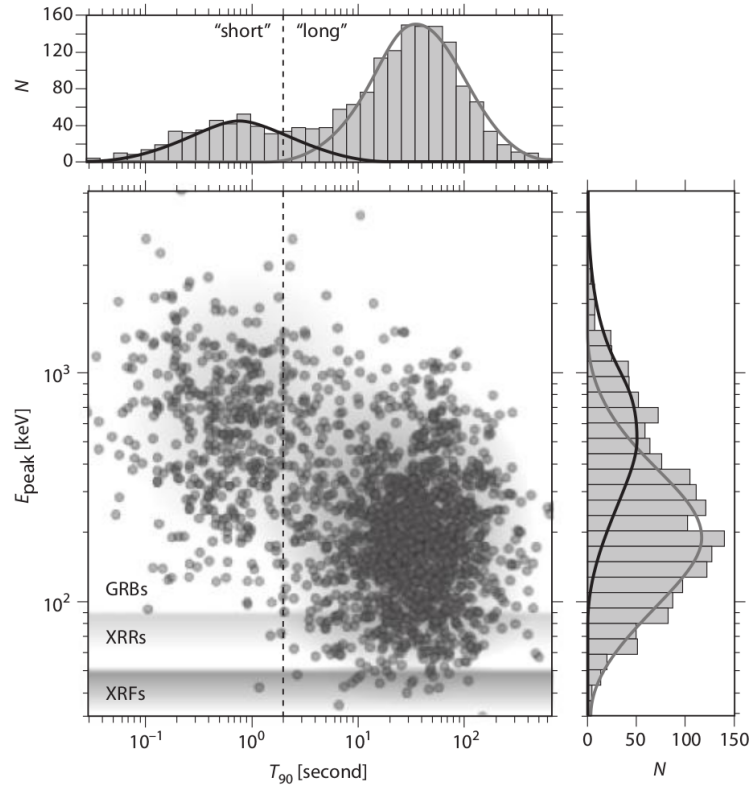 160
120
80
40
0
N
"short"
"long"
10³
10²
E_peak [keV]
GRBs
XRRs
XRFs
10⁻¹ 10⁰ 10¹ 10²
T₉₀ [second]
0 50 100 150
N